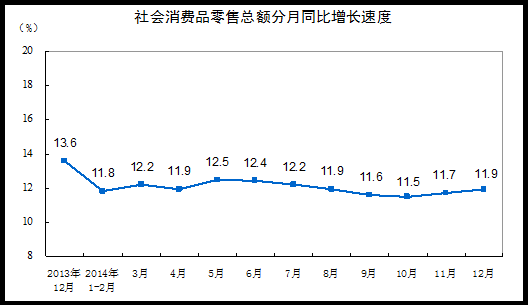 社会消费品零售总额分月同比增长速度
(%)
20
18
16
14
12
10
8
13.6
11.8
12.2
11.9
12.5
12.4
12.2
11.9
11.6
11.5
11.7
11.9
2013年
12月
2014年
1-2月
3月
4月
5月
6月
7月
8月
9月
10月
11月
12月